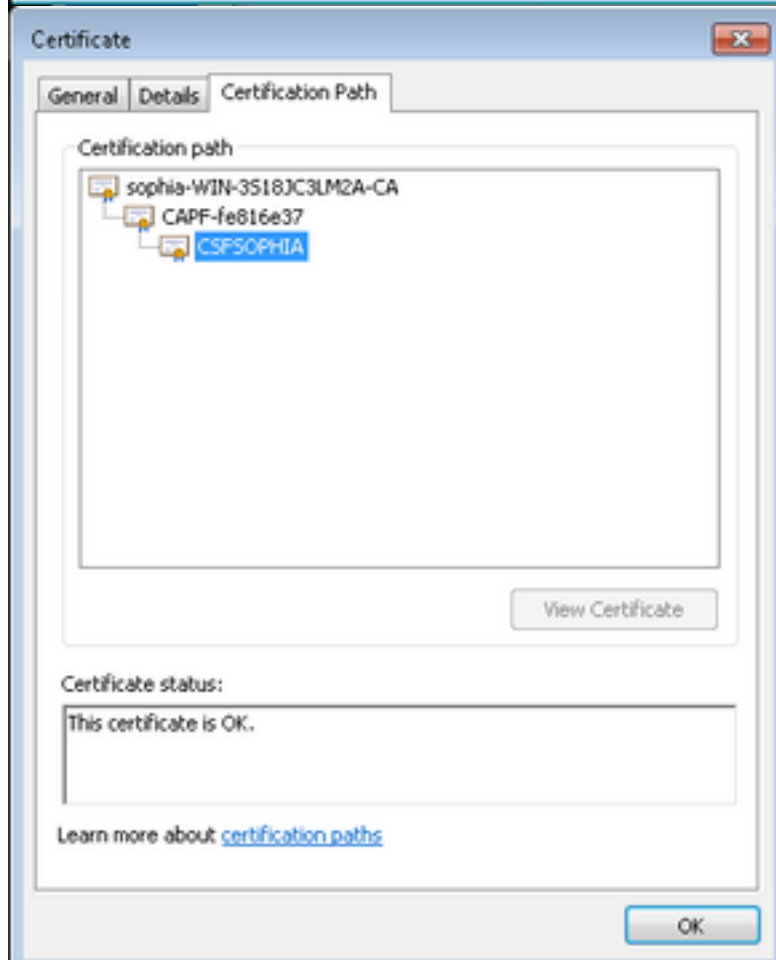 Certificate
General Details Certification Path
Certification path
sophia-WIN-3S18JC3LM2A-CA
CAPF-fe816e37
CSFSOPHIA
View Certificate
Certificate status:
This certificate is OK.
Learn more about certification paths
OK